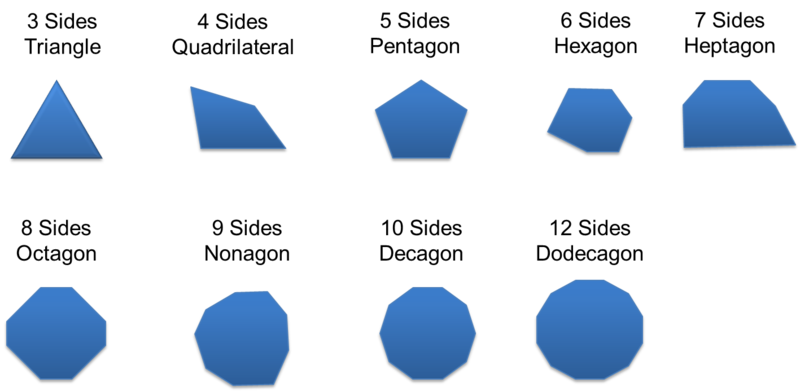 3 Sides
Triangle
4 Sides
Quadrilateral
5 Sides
Pentagon
6 Sides
Hexagon
7 Sides
Heptagon
8 Sides
Octagon
9 Sides
Nonagon
10 Sides
Decagon
12 Sides
Dodecagon